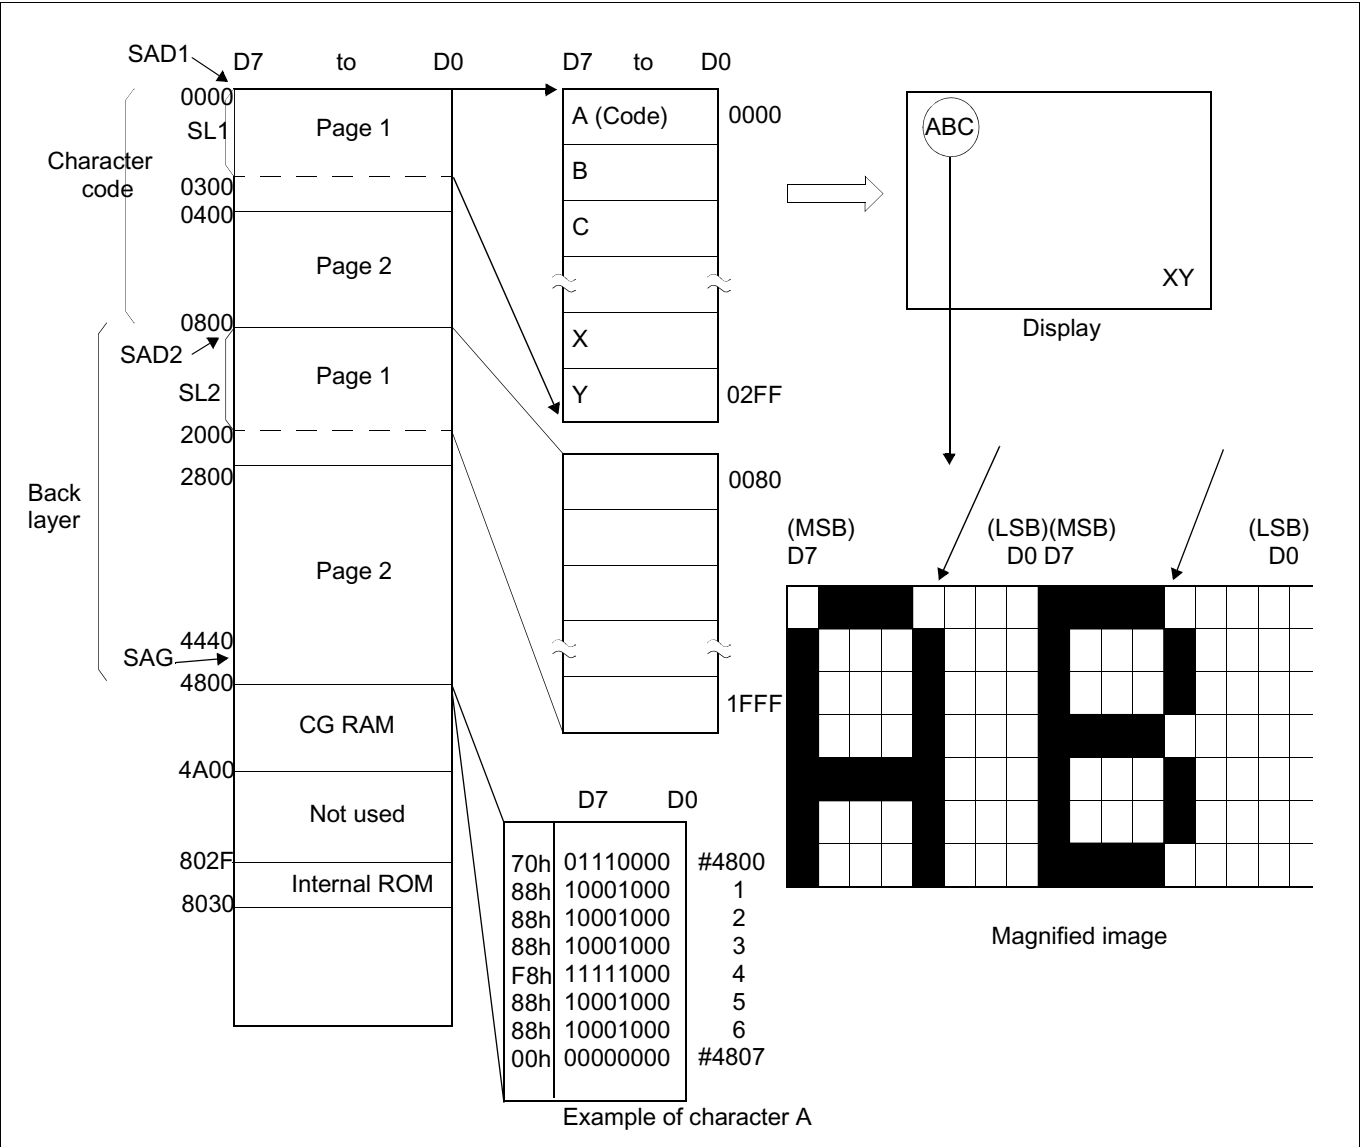 SAD1
D7 to D0
0000
SL1
Page 1
Character
code
0300
0400
Page 2
0800
SAD2
Page 1
SL2
2000
2800
Back
layer
Page 2
4440
SAG
4800
CG RAM
4A00
Not used
802F
Internal ROM
8030
D7 to D0
A (Code) 0000
B
C
X
Y 02FF
0080
1FFF
D7 D0
70h 01110000 #4800
88h 10001000 1
88h 10001000 2
88h 10001000 3
F8h 11111000 4
88h 10001000 5
88h 10001000 6
00h 00000000 #4807
Example of character A
ABC
XY
Display
(MSB) (LSB)(MSB) (LSB)
D7 D0 D7 D0
Magnified image